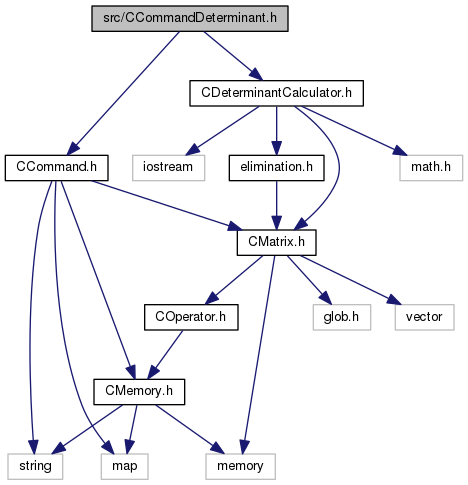 src/CCommandDeterminant.h
CDeterminantCalculator.h
CCommand.h
iostream
elimination.h
math.h
CMatrix.h
COperator.h
glob.h
vector
CMemory.h
string
map
memory